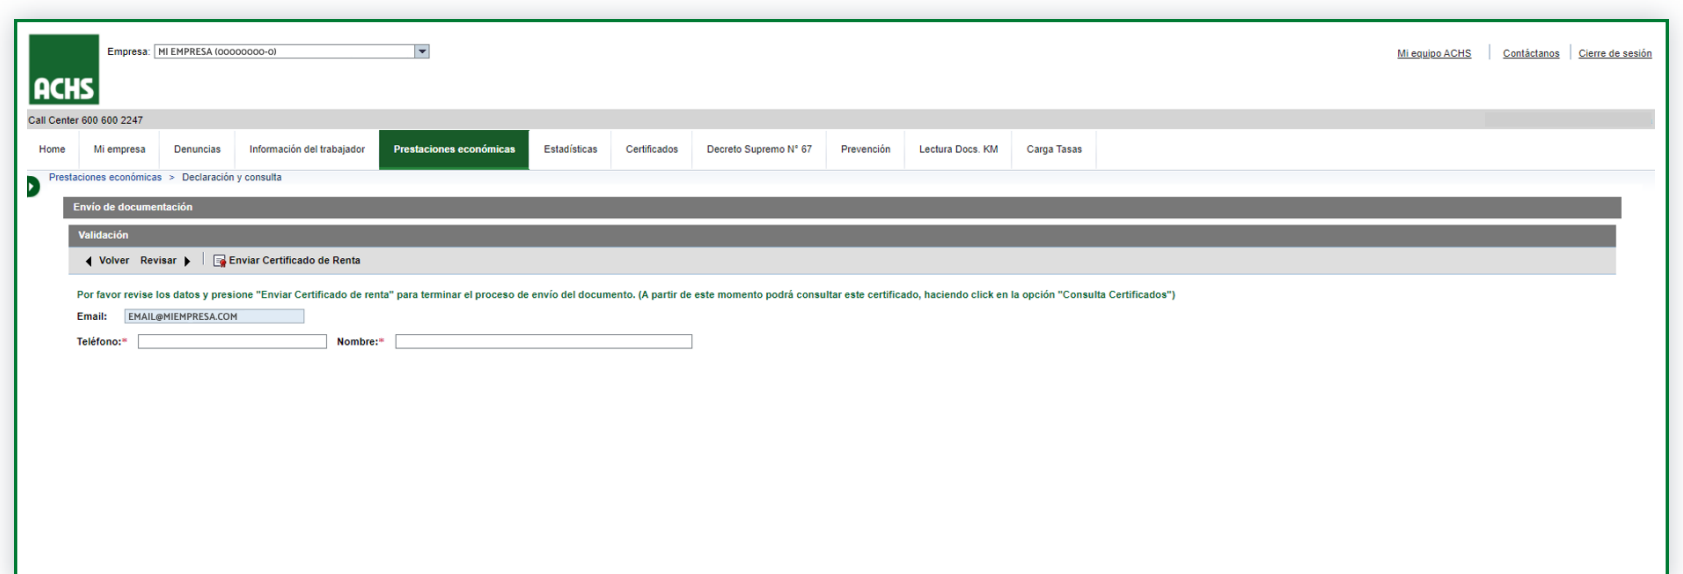 Empresa: MI EMPRESA (00000000-0)
Mi equipo ACHS Contáctanos Cierre de sesión
ACHS
Call Center 600 600 2247
Home Mi empresa Denuncias Información del trabajador Prestaciones económicas Estadísticas Certificados Decreto Supremo N° 67 Prevención Lectura Docs. KM Carga Tasas
Prestaciones económicas > Declaración y consulta
Envío de documentación
Validación
Volver Revisar Enviar Certificado de Renta
Por favor revise los datos y presione "Enviar Certificado de renta" para terminar el proceso de envío del documento. (A partir de este momento podrá consultar este certificado, haciendo click en la opción "Consulta Certificados")
Email: EMAIL@MIEMPRESA.COM
Teléfono:* Nombre:*